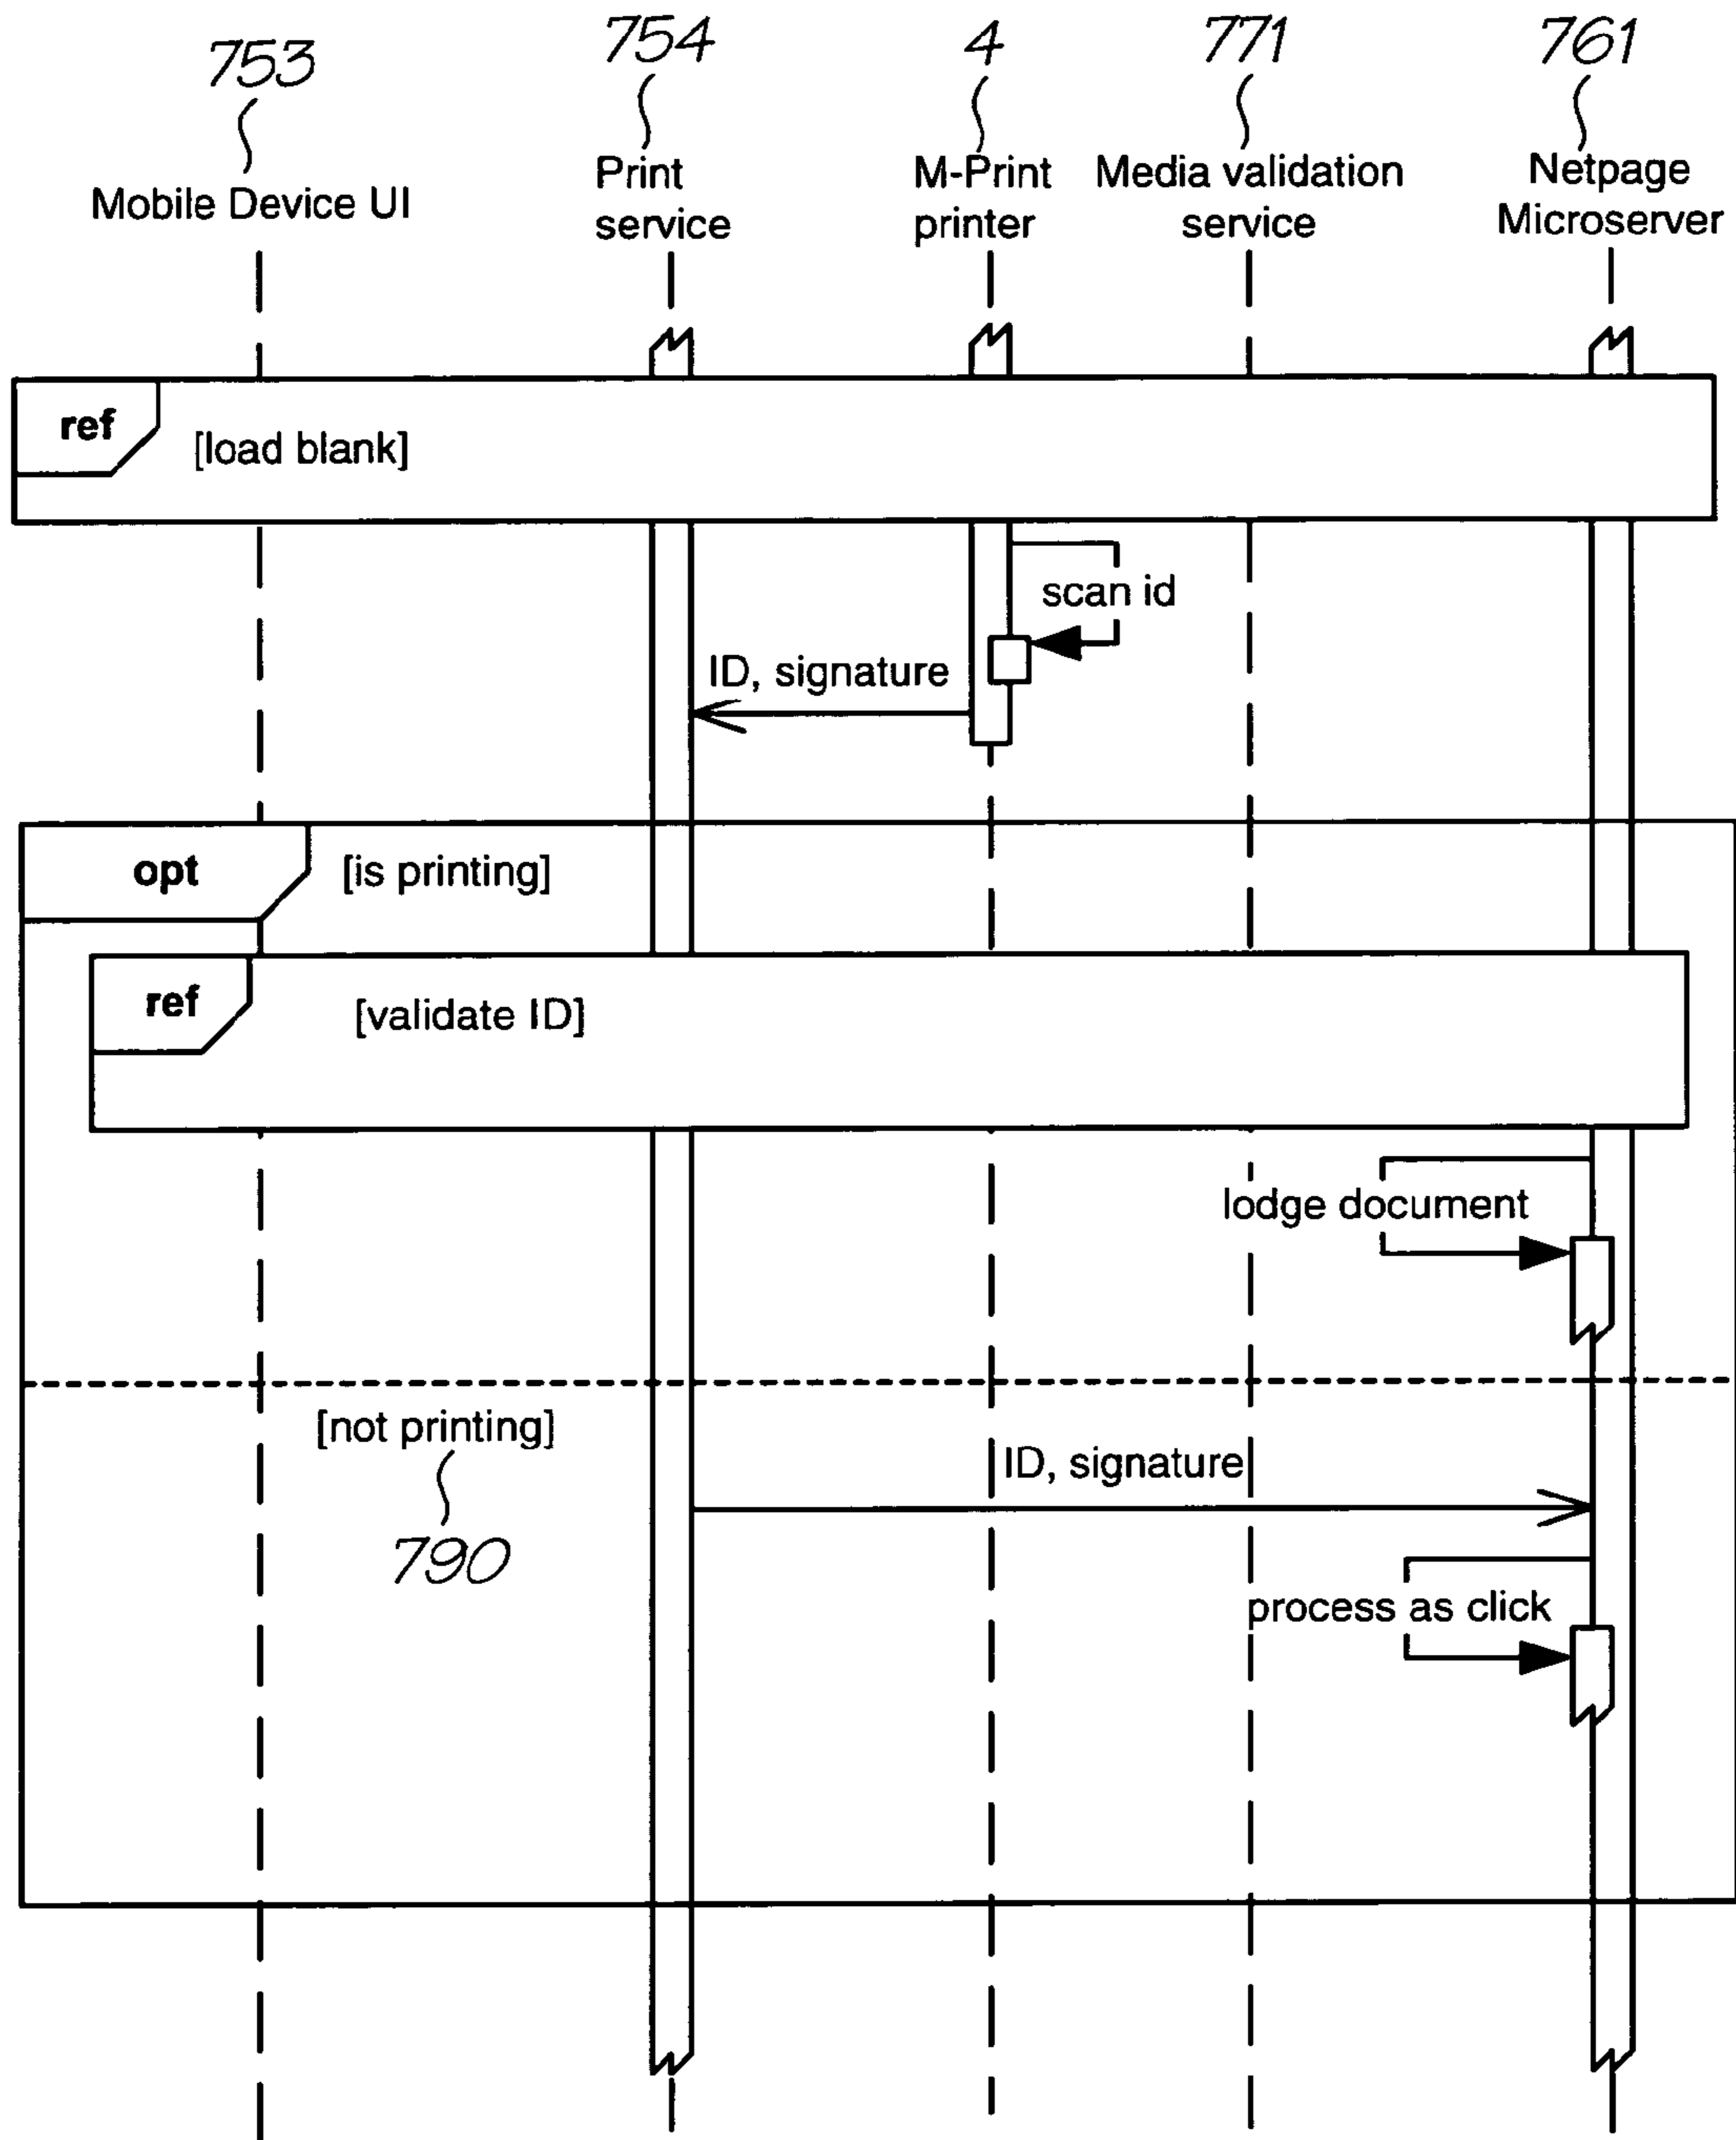 753
754
4
771
761
Mobile Device UI
Print
service
M-Print
printer
Media validation
service
Netpage
Microserver
ref
[load blank]
scan id
ID, signature
opt
[is printing]
ref
[validate ID]
lodge document
[not printing]
ID, signature
790
process as click